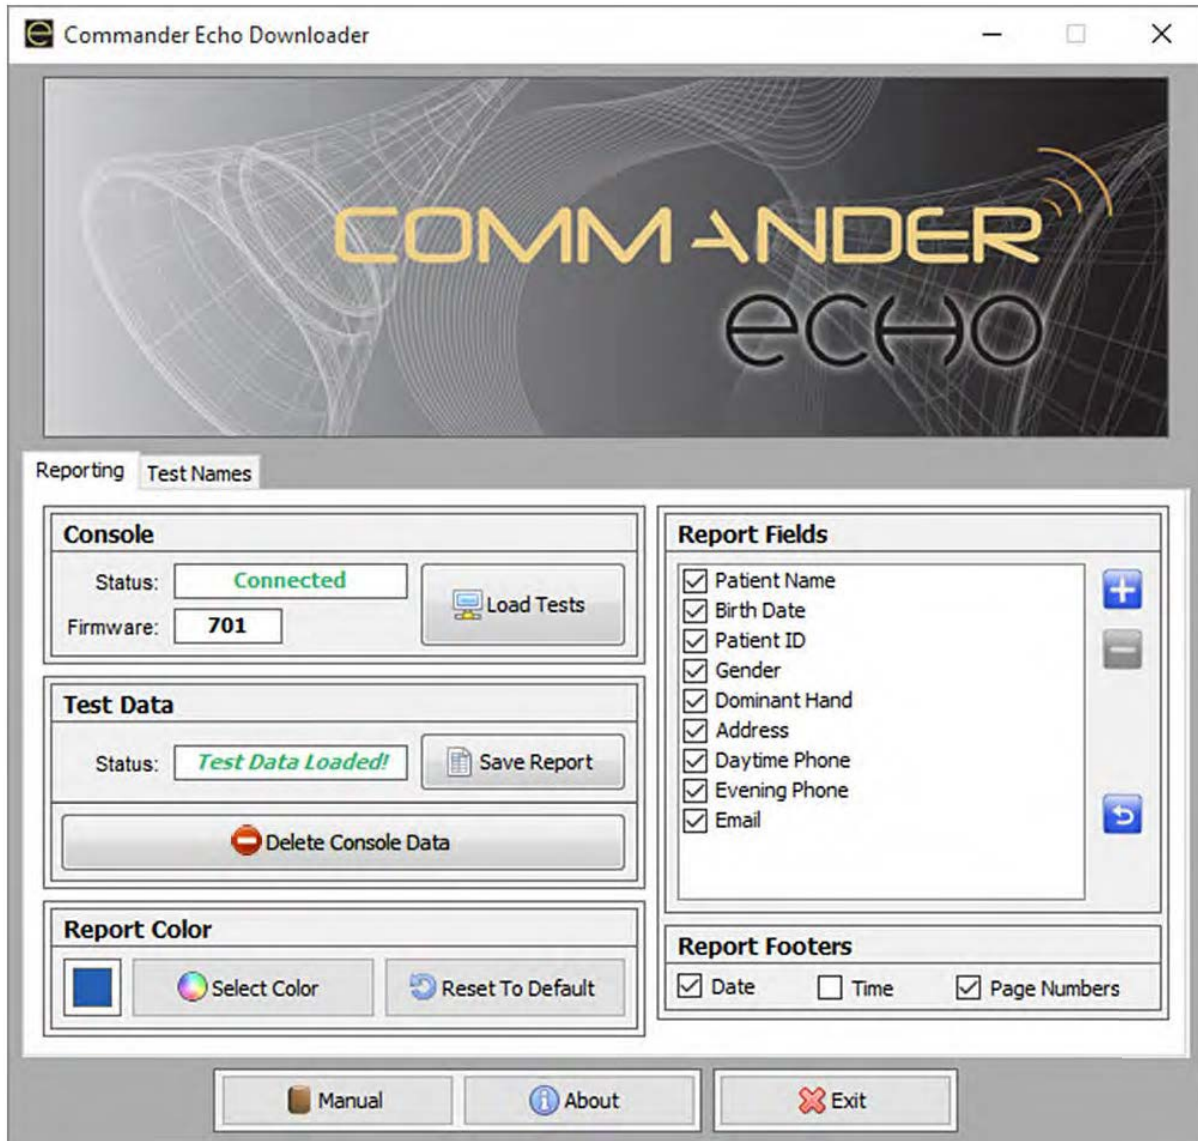 Commander Echo Downloader
COMMANDER
eCHO
Reporting Test Names
Console
Status: Connected
Load Tests
Firmware: 701
Test Data
Status: Test Data Loaded! Save Report
Delete Console Data
Report Color
Select Color Reset To Default
Report Fields
Patient Name
Birth Date
Patient ID
Gender
Dominant Hand
Address
Daytime Phone
Evening Phone
Email
Report Footers
Date Time Page Numbers
Manual About Exit